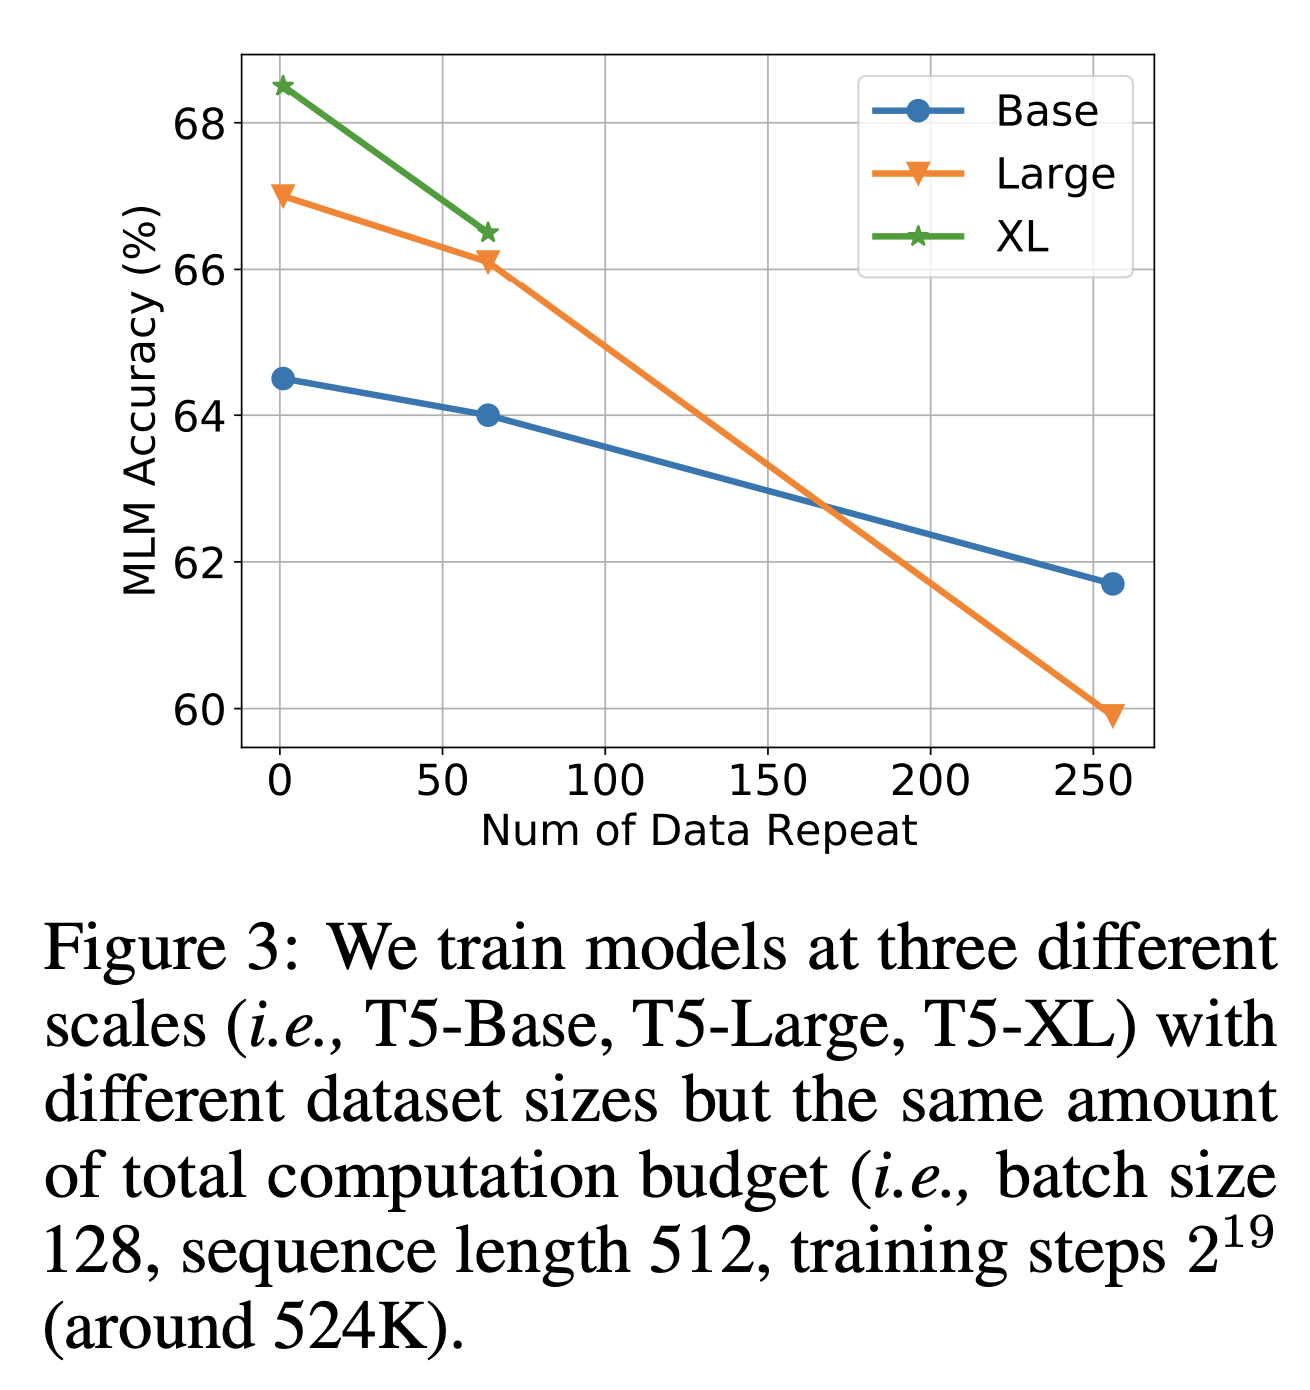 68
66
64
62
60
MLM Accuracy (%)
Base
Large
XL
0 50 100 150 200 250
Num of Data Repeat
Figure 3: We train models at three different
scales (i.e., T5-Base, T5-Large, T5-XL) with
different dataset sizes but the same amount
of total computation budget (i.e., batch size
128, sequence length 512, training steps 2¹⁹
(around 524K).